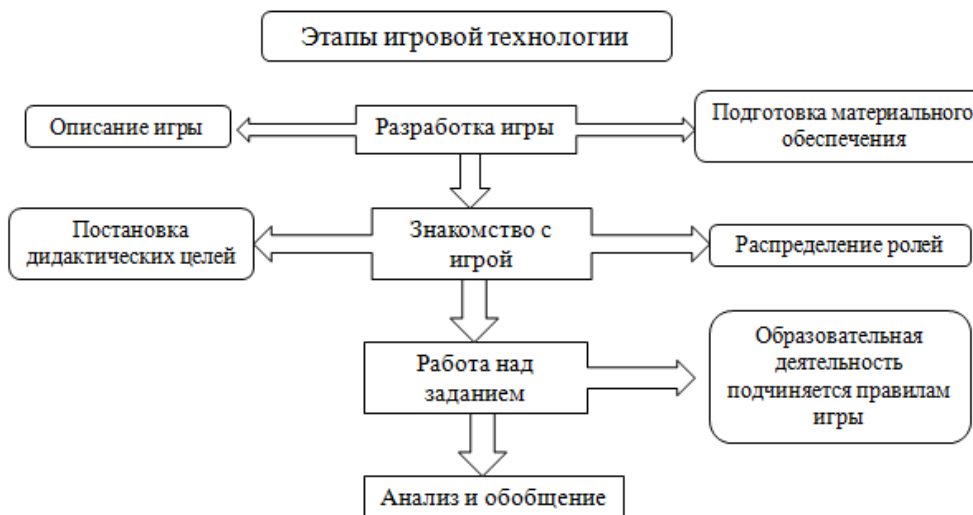 Этапы игровой технологии
Описание игры
Разработка игры
Подготовка материального
обеспечения
Постановка
дидактических целей
Знакомство с
игрой
Распределение ролей
Работа над
заданием
Образовательная
деятельность
подчиняется правилам
игры
Анализ и обобщение